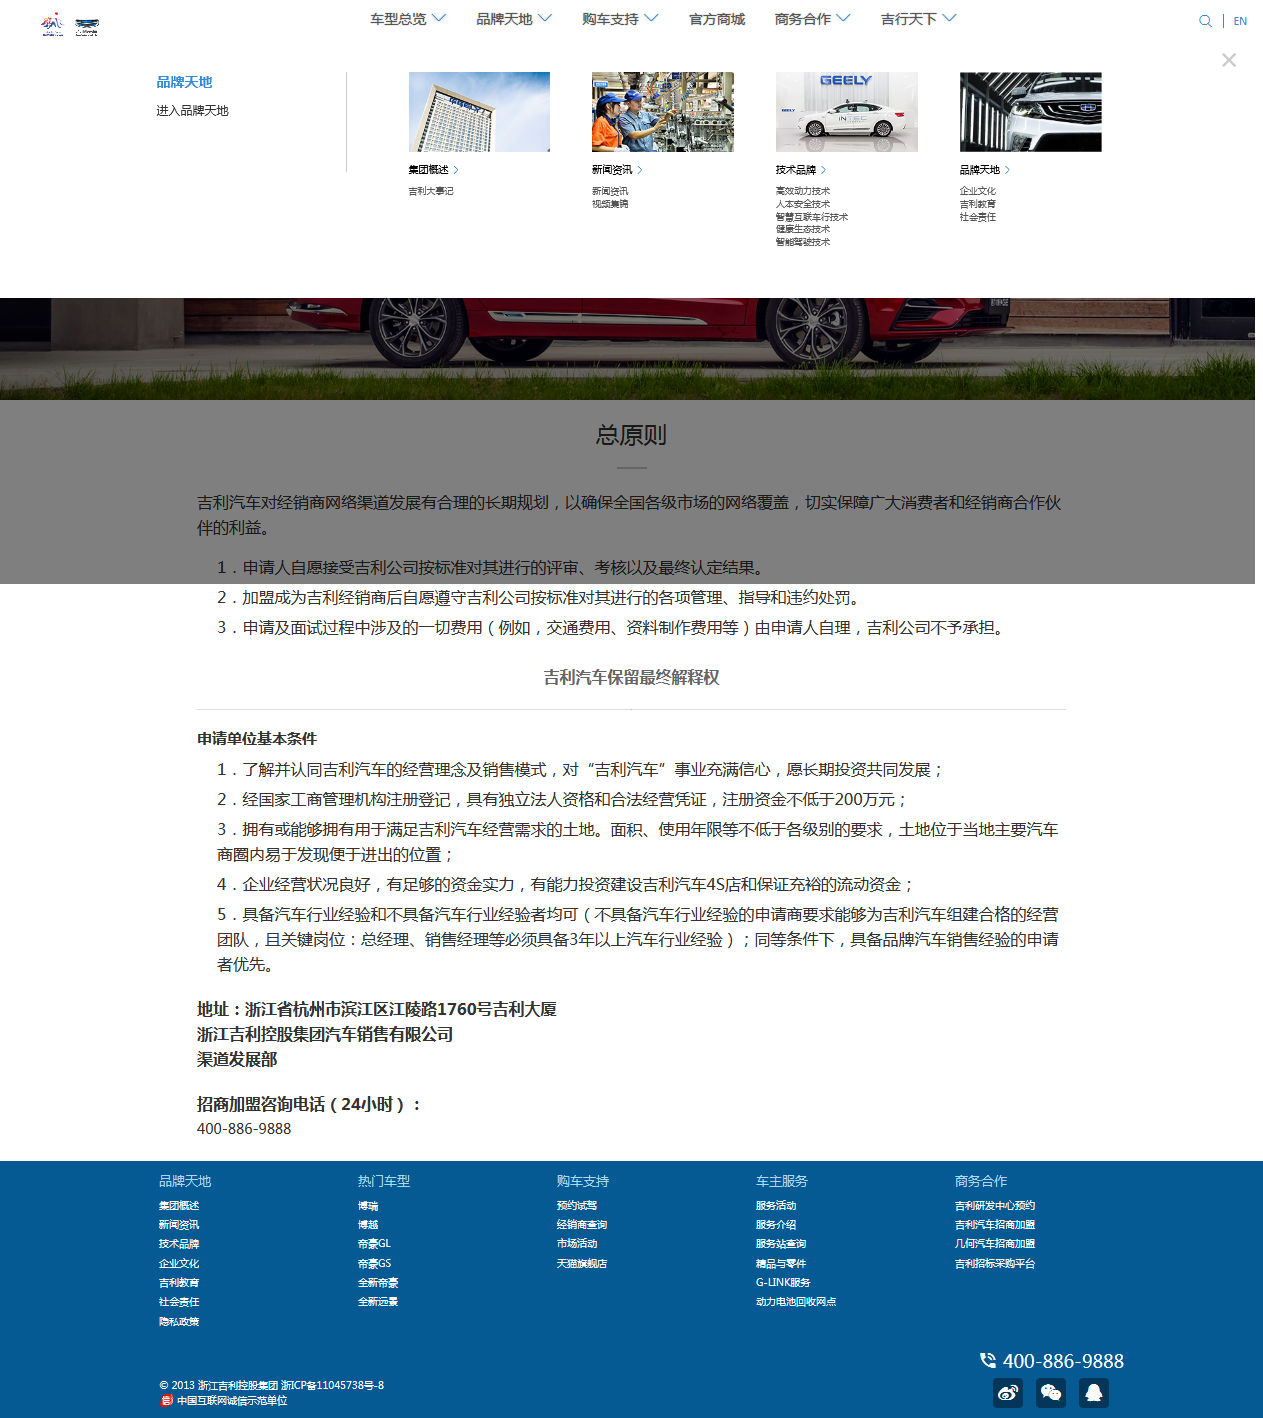 车型总览 品牌天地 购车支持 官方商城 商务合作 吉行天下 EN
品牌天地
进入品牌天地
GEELY
GEELY
INTEC
集团概述 新闻资讯 技术品牌 品牌天地
吉利大事记
新闻资讯
视频集锦
高效动力技术
人本安全技术
智慧互联车行技术
健康生态技术
智能驾驶技术
企业文化
吉利教育
社会责任
总原则
吉利汽车对经销商网络渠道发展有合理的长期规划，以确保全国各级市场的网络覆盖，切实保障广大消费者和经销商合作伙
伴的利益。
1．申请人自愿接受吉利公司按标准对其进行的评审、考核以及最终认定结果。
2．加盟成为吉利经销商后自愿遵守吉利公司按标准对其进行的各项管理、指导和违约处罚。
3．申请及面试过程中涉及的一切费用（例如，交通费用、资料制作费用等）由申请人自理，吉利公司不予承担。
吉利汽车保留最终解释权
申请单位基本条件
1．了解并认同吉利汽车的经营理念及销售模式，对“吉利汽车”事业充满信心，愿长期投资共同发展；
2．经国家工商管理机构注册登记，具有独立法人资格和合法经营凭证，注册资金不低于200万元；
3．拥有或能够拥有用于满足吉利汽车经营需求的土地。面积、使用年限等不低于各级别的要求，土地位于当地主要汽车
商圈内易于发现便于进出的位置；
4．企业经营状况良好，有足够的资金实力，有能力投资建设吉利汽车4S店和保证充裕的流动资金；
5．具备汽车行业经验和不具备汽车行业经验者均可（不具备汽车行业经验的申请商要求能够为吉利汽车组建合格的经营
团队，且关键岗位：总经理、销售经理等必须具备3年以上汽车行业经验）；同等条件下，具备品牌汽车销售经验的申请
者优先。
地址：浙江省杭州市滨江区江陵路1760号吉利大厦
浙江吉利控股集团汽车销售有限公司
渠道发展部
招商加盟咨询电话（24小时）：
400-886-9888
品牌天地
集团概述
新闻资讯
技术品牌
企业文化
吉利教育
社会责任
隐私政策
热门车型
博瑞
博越
帝豪GL
帝豪GS
全新帝豪
全新远景
购车支持
预约试驾
经销商查询
市场活动
天猫旗舰店
车主服务
服务活动
服务介绍
服务站查询
精品与零件
G-LINK服务
动力电池回收网点
商务合作
吉利研发中心预约
吉利汽车招商加盟
几何汽车招商加盟
吉利招标采购平台
400-886-9888
© 2013 浙江吉利控股集团 浙ICP备11045738号-8
中国互联网诚信示范单位